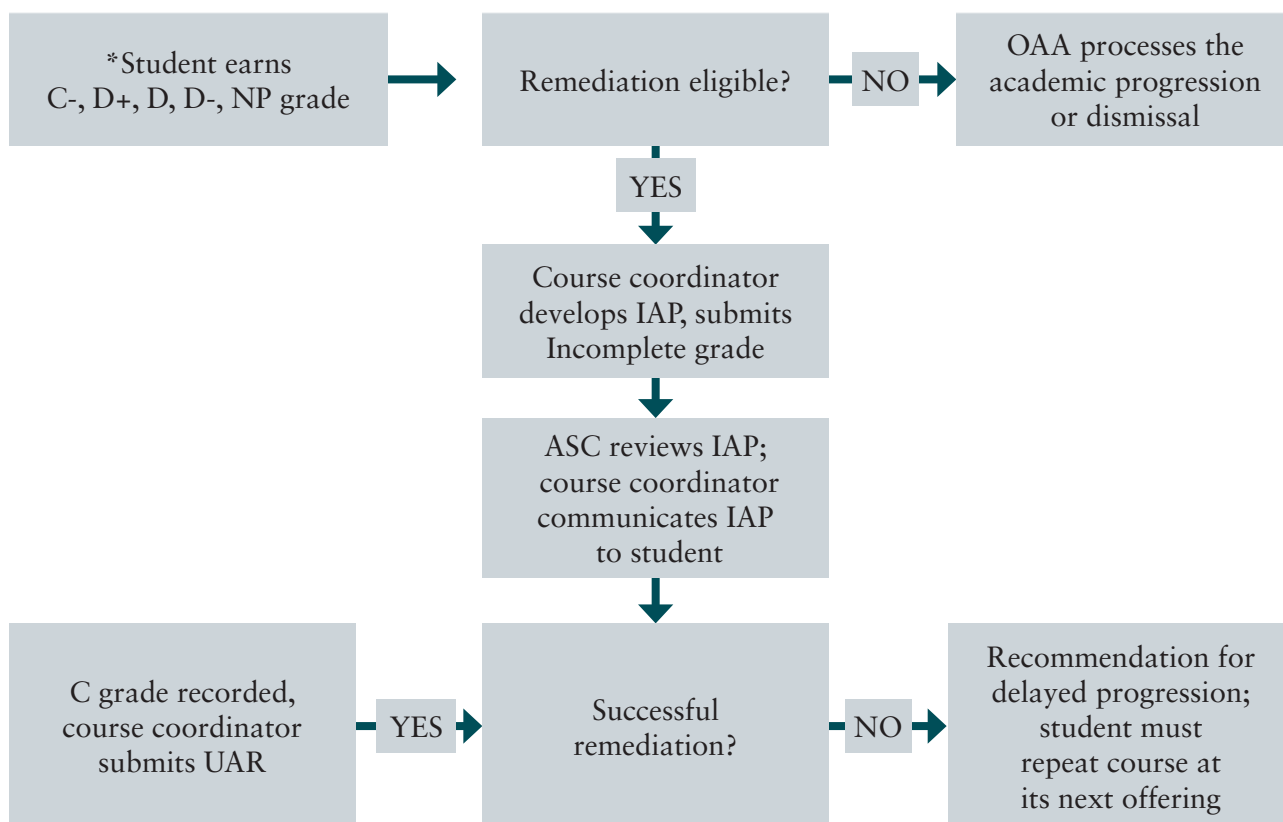 *Student earns
C-, D+, D, D-, NP grade
Remediation eligible?
NO
OAA processes the
academic progression
or dismissal
YES
Course coordinator
develops IAP, submits
Incomplete grade
ASC reviews IAP;
course coordinator
communicates IAP
to student
C grade recorded,
course coordinator
submits UAR
YES
Successful
remediation?
NO
Recommendation for
delayed progression;
student must
repeat course at
its next offering